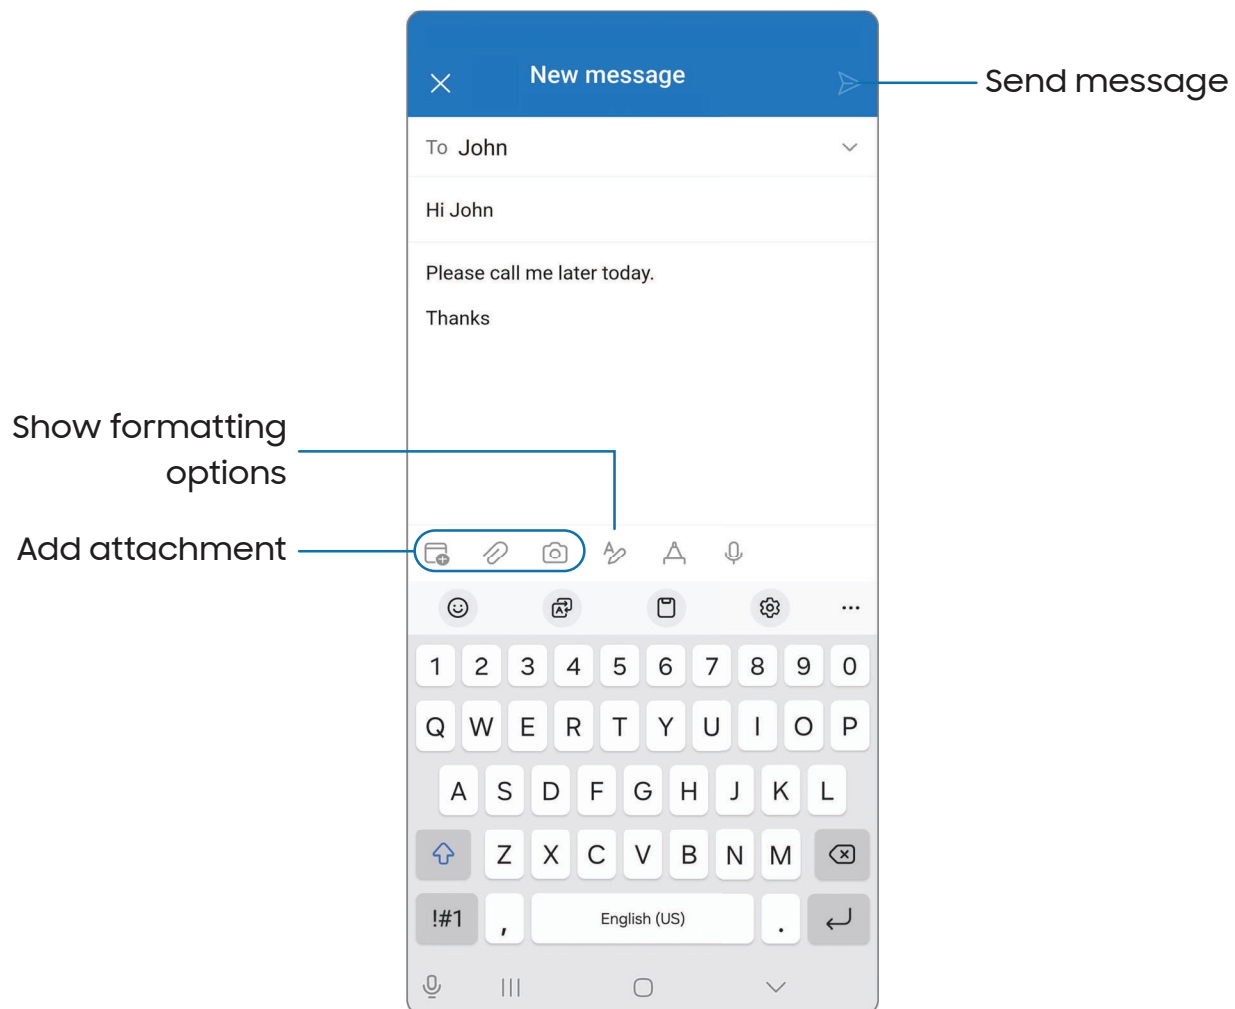 New message
Send message
To John
Hi John
Please call me later today.
Thanks
Show formatting
options
Add attachment
1 2 3 4 5 6 7 8 9 0
Q W E R T Y U I O P
A S D F G H J K L
Z X C V B N M
!#1 , English (US) .